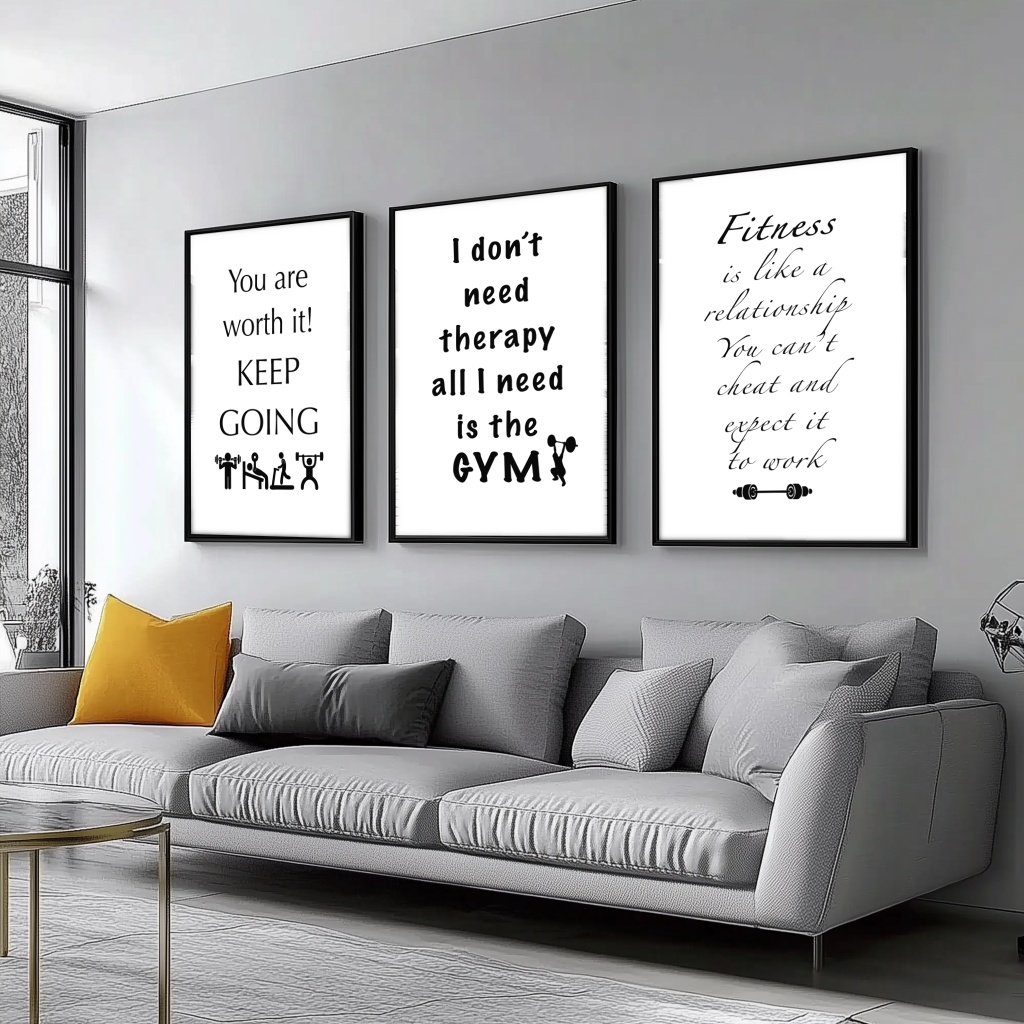 You are
worth it!
KEEP
GOING
I don't
need
therapy
all I need
is the
GYM
Fitness
is like a
relationship
You can't
cheat and
expect it
to work